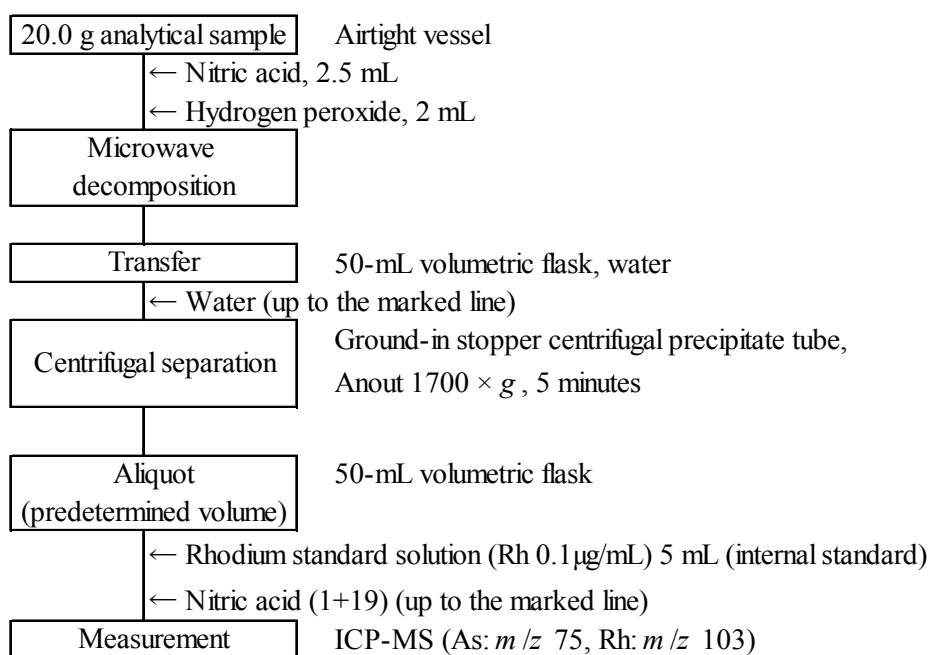 20.0 g analytical sample Airtight vessel
← Nitric acid, 2.5 mL
← Hydrogen peroxide, 2 mL
Microwave
decomposition
Transfer 50-mL volumetric flask, water
← Water (up to the marked line)
Centrifugal separation
Ground-in stopper centrifugal precipitate tube,
Anout 1700 × g , 5 minutes
Aliquot 50-mL volumetric flask
(predetermined volume)
← Rhodium standard solution (Rh 0.1μg/mL) 5 mL (internal standard)
← Nitric acid (1+19) (up to the marked line)
Measurement ICP-MS (As: m /z 75, Rh: m /z 103)